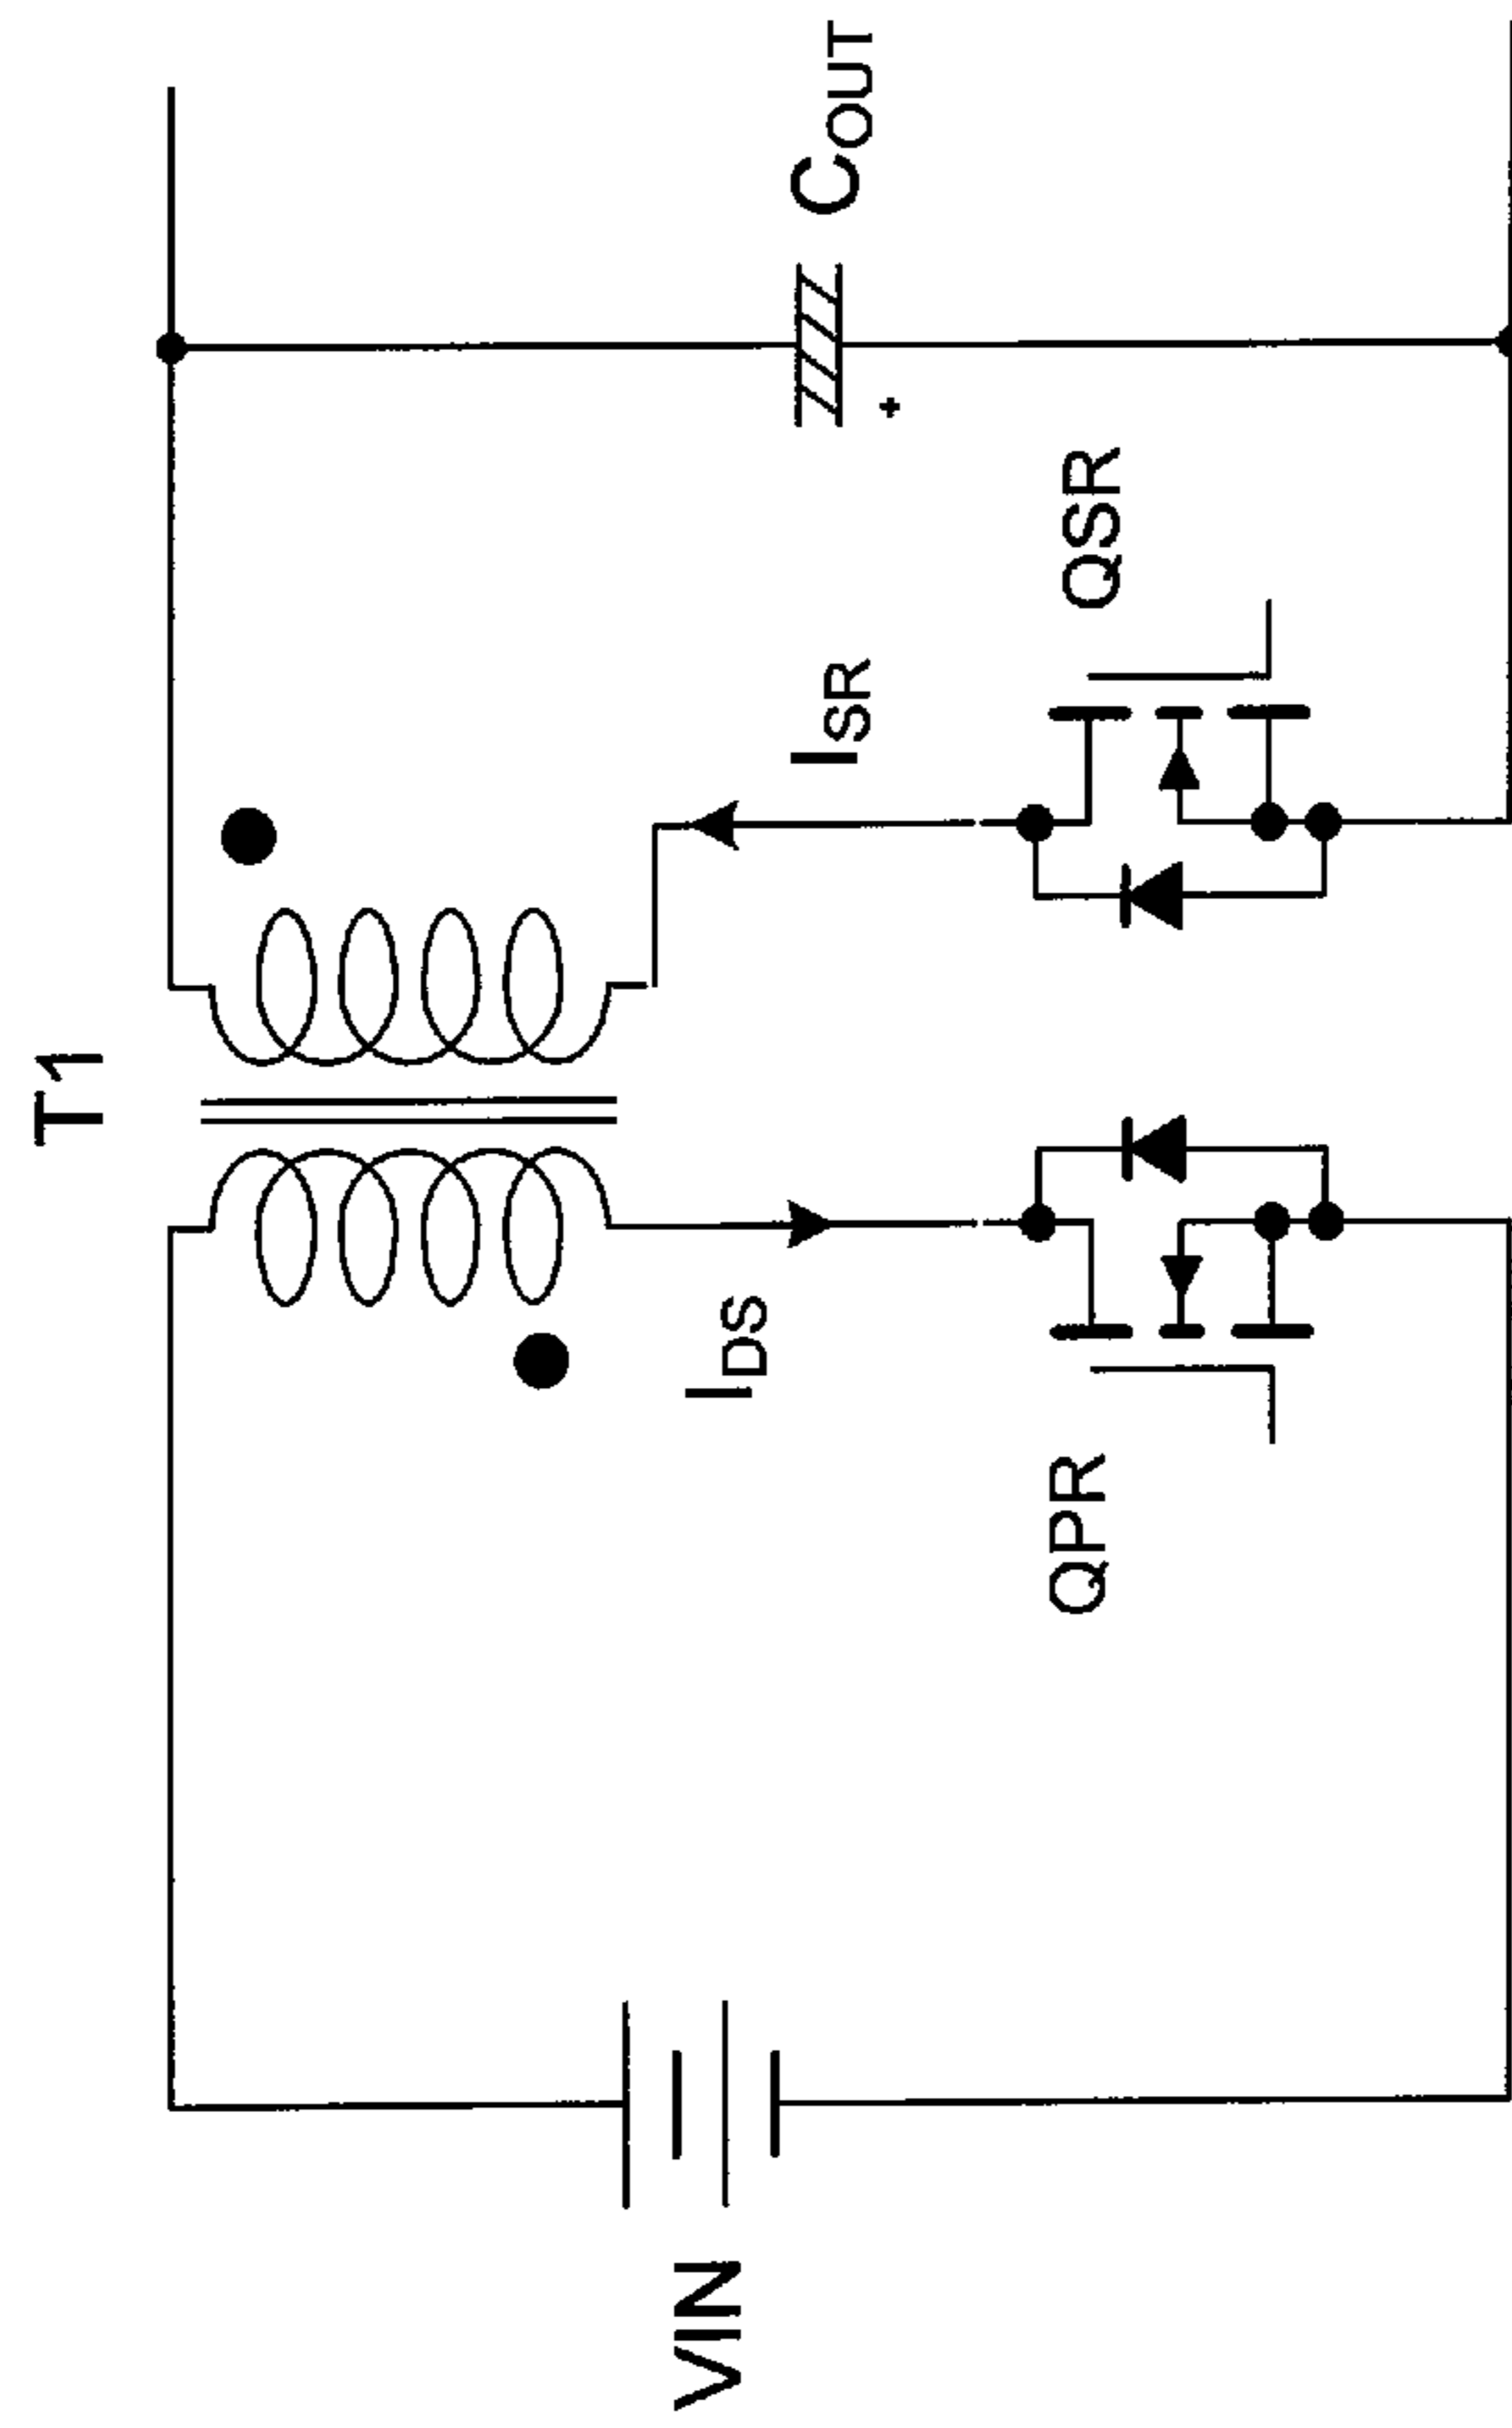 T1
VIN
IDS
ISR
QPR
QSR
COUT
+